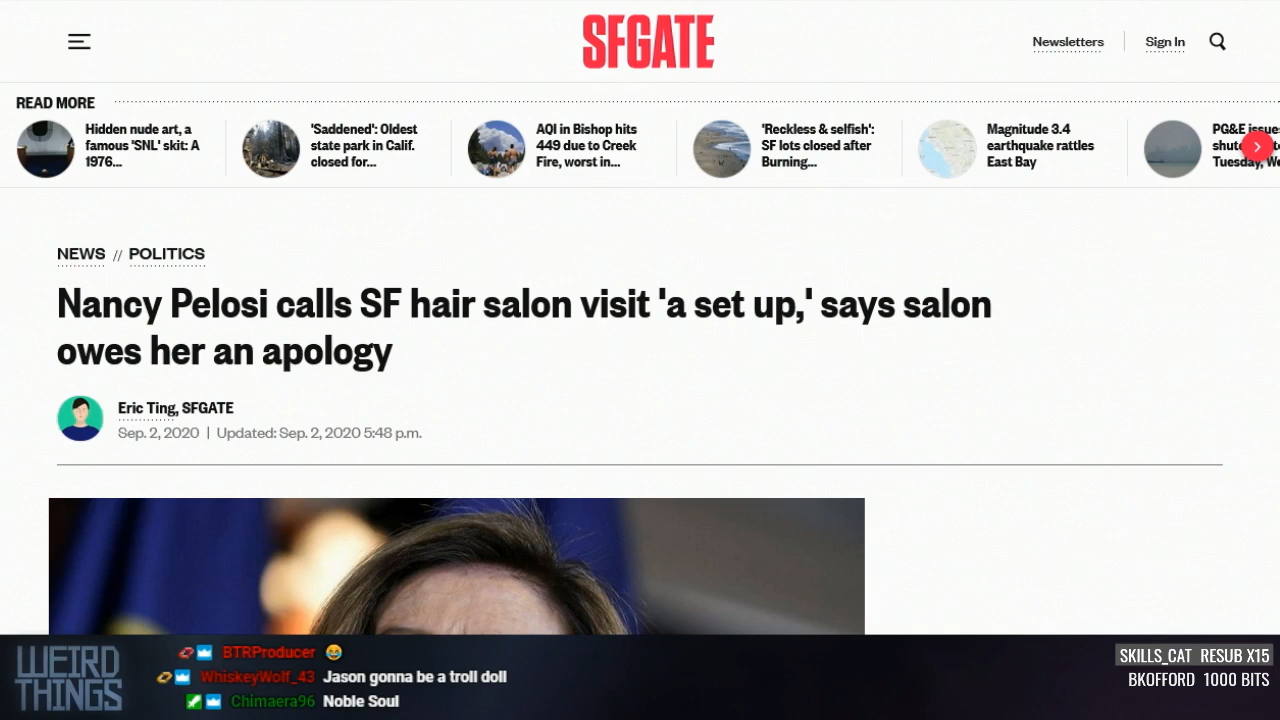 SFGATE
Newsletters
Sign In
READ MORE
Hidden nude art, a
famous 'SNL' skit: A
1976...
'Saddened': Oldest
state park in Calif.
closed for...
AQI in Bishop hits
449 due to Creek
Fire, worst in...
'Reckless & selfish':
SF lots closed after
Burning...
Magnitude 3.4
earthquake rattles
East Bay
PG&E issues
Tuesday, We
NEWS // POLITICS
Nancy Pelosi calls SF hair salon visit 'a set up,' says salon
owes her an apology
Eric Ting, SFGATE
Sep. 2, 2020 | Updated: Sep. 2, 2020 5:48 p.m.
WEIRD
THINGS
BTRProducer
WhiskeyWolf_43 Jason gonna be a troll doll
Chimaera96 Noble Soul
SKILLS_CAT RESUB X15
BKOFFORD 1000 BITS